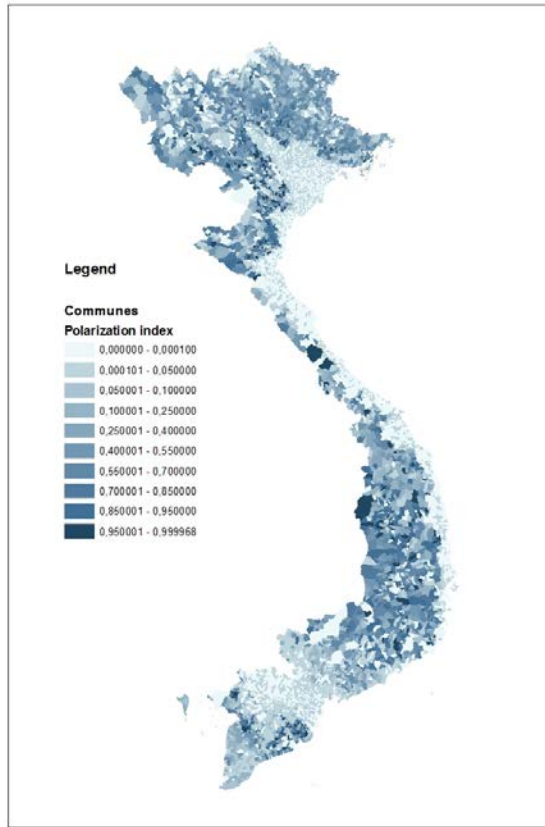 Legend
Communes
Polarization index
0,000000 - 0,000100
0,000101 - 0,050000
0,050001 - 0,100000
0,100001 - 0,250000
0,250001 - 0,400000
0,400001 - 0,550000
0,550001 - 0,700000
0,700001 - 0,850000
0,850001 - 0,950000
0,950001 - 0,999968